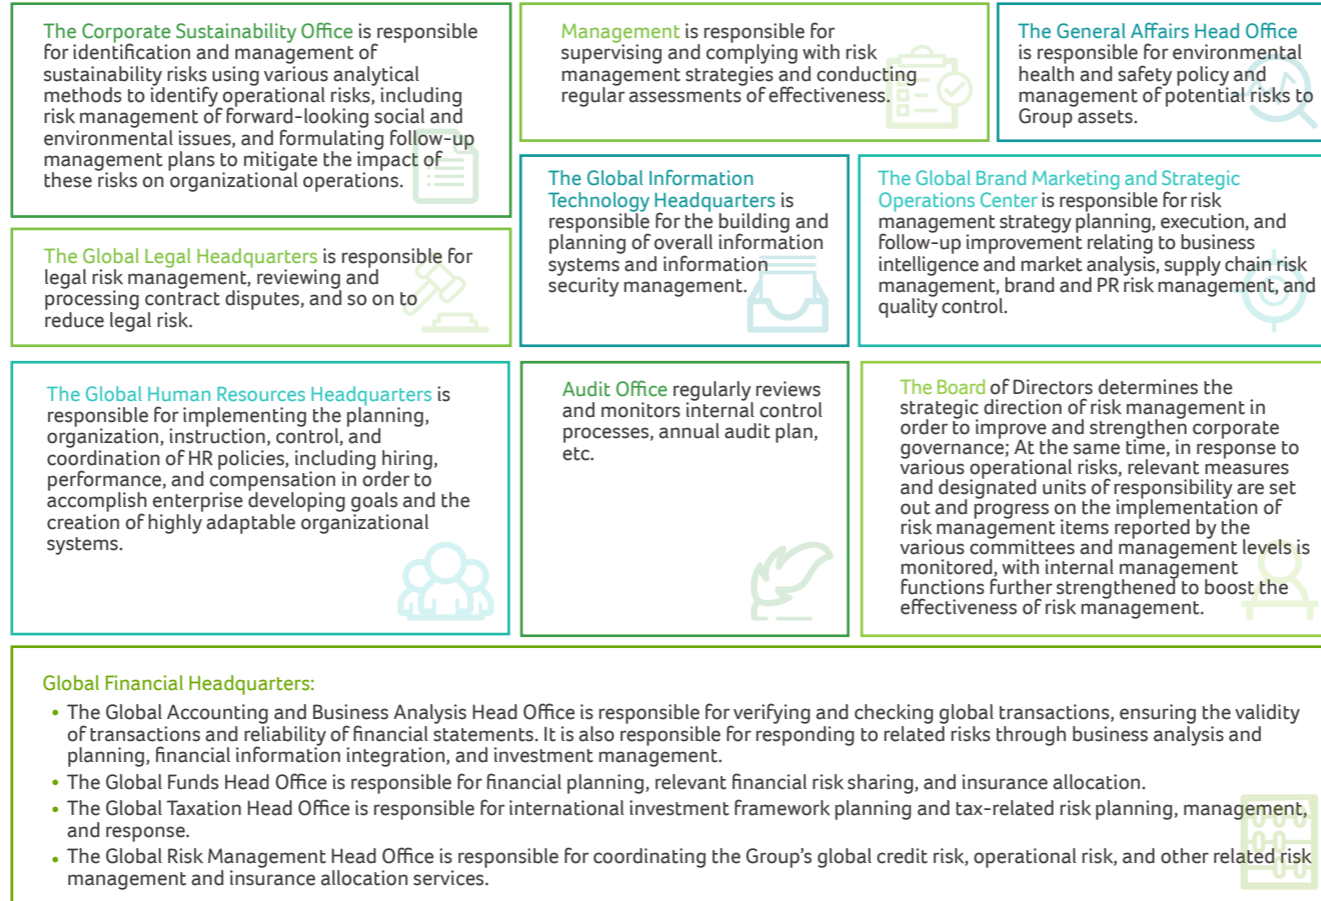 The Corporate Sustainability Office is responsible
for identification and management of
sustainability risks using various analytical
methods to identify operational risks, including
risk management of forward-looking social and
environmental issues, and formulating follow-up
management plans to mitigate the impact of
these risks on organizational operations.
Management is responsible for
supervising and complying with risk
management strategies and conducting
regular assessments of effectiveness.
The General Affairs Head Office
is responsible for environmental
health and safety policy and
management of potential risks to
Group assets.
The Global Legal Headquarters is responsible for
legal risk management, reviewing and
processing contract disputes, and so on to
reduce legal risk.
The Global Information
Technology Headquarters is
responsible for the building and
planning of overall information
systems and information
security management.
The Global Brand Marketing and Strategic
Operations Center is responsible for risk
management strategy planning, execution, and
follow-up improvement relating to business
intelligence and market analysis, supply chain risk
management, brand and PR risk management, and
quality control.
The Global Human Resources Headquarters is
responsible for implementing the planning,
organization, instruction, control, and
coordination of HR policies, including hiring,
performance, and compensation in order to
accomplish enterprise developing goals and the
creation of highly adaptable organizational
systems.
Audit Office regularly reviews
and monitors internal control
processes, annual audit plan,
etc.
The Board of Directors determines the
strategic direction of risk management in
order to improve and strengthen corporate
governance; At the same time, in response to
various operational risks, relevant measures
and designated units of responsibility are set
out and progress on the implementation of
risk management items reported by the
various committees and management levels is
monitored, with internal management
functions further strengthened to boost the
effectiveness of risk management.
Global Financial Headquarters:
• The Global Accounting and Business Analysis Head Office is responsible for verifying and checking global transactions, ensuring the validity
of transactions and reliability of financial statements. It is also responsible for responding to related risks through business analysis and
planning, financial information integration, and investment management.
• The Global Funds Head Office is responsible for financial planning, relevant financial risk sharing, and insurance allocation.
• The Global Taxation Head Office is responsible for international investment framework planning and tax-related risk planning, management,
and response.
• The Global Risk Management Head Office is responsible for coordinating the Group's global credit risk, operational risk, and other related risk
management and insurance allocation services.